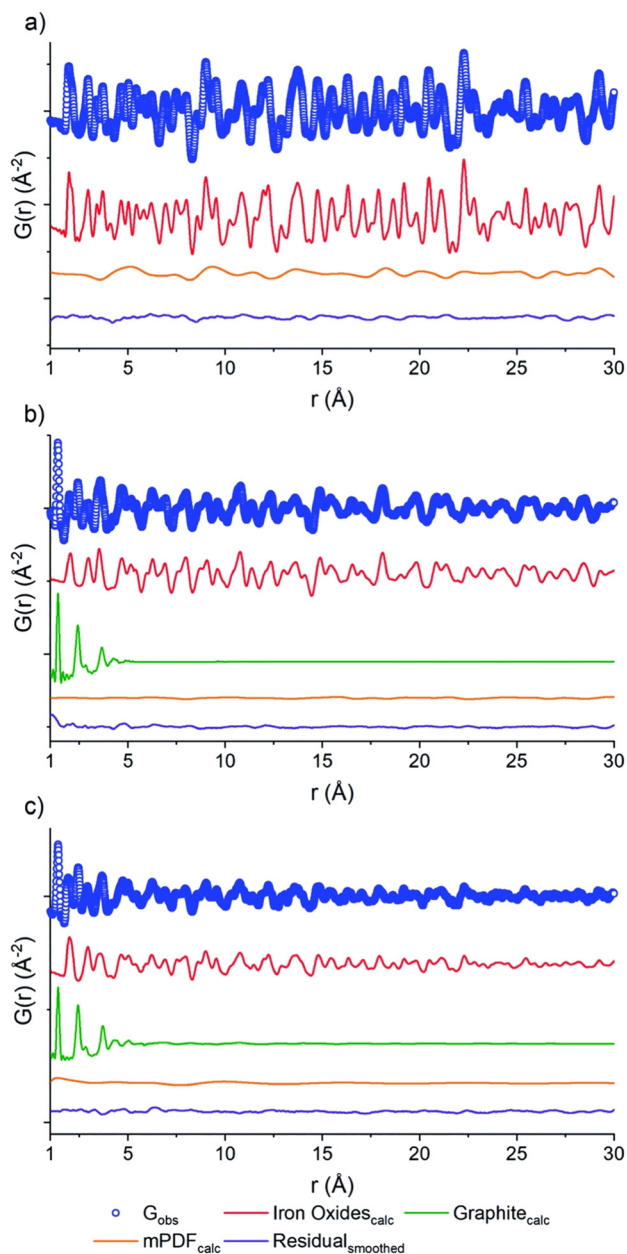 a)
G(r) (Å⁻²)
1 5 10 15 20 25 30
r (Å)
b)
G(r) (Å⁻²)
1 5 10 15 20 25 30
r (Å)
c)
G(r) (Å⁻²)
1 5 10 15 20 25 30
r (Å)
G_obs Iron Oxides_calc Graphite_calc
mPDF_calc Residual_smoothed